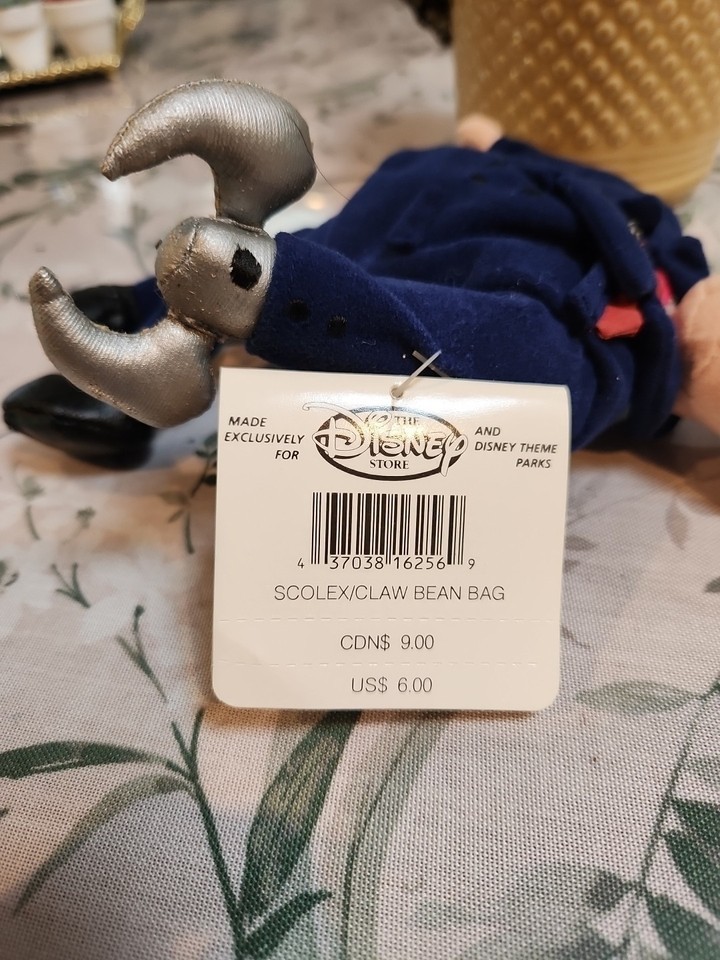 MADE
EXCLUSIVELY
FOR
THE
DISNEY
STORE
AND
DISNEY THEME
PARKS
4 37038 16256 9
SCOLEX/CLAW BEAN BAG
CDN$ 9.00
US$ 6.00